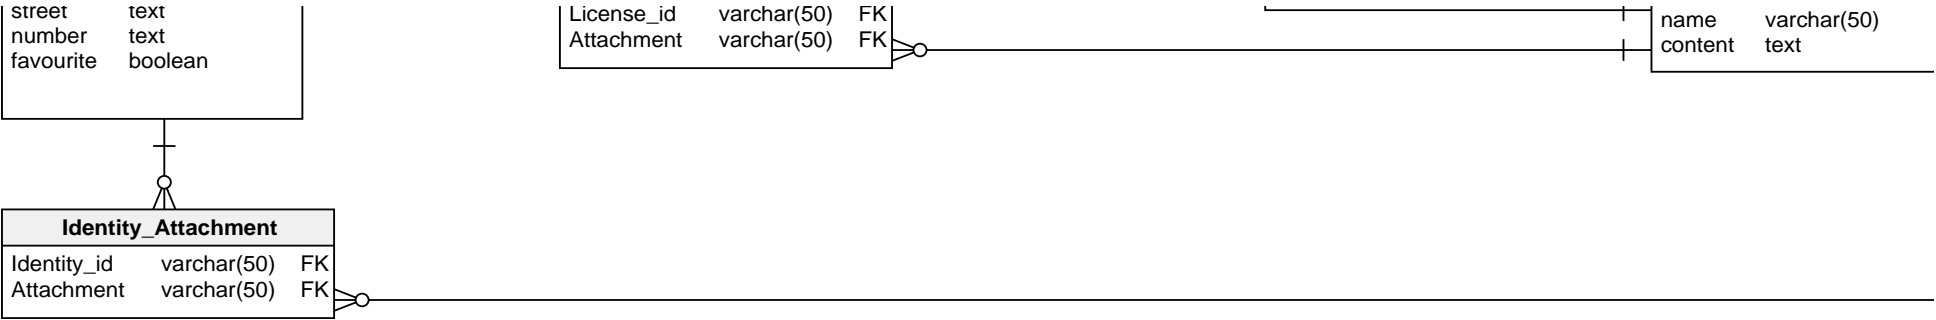 street text
number text
favourite boolean
License_id varchar(50) FK
Attachment varchar(50) FK
name varchar(50)
content text
Identity_Attachment
Identity_id varchar(50) FK
Attachment varchar(50) FK